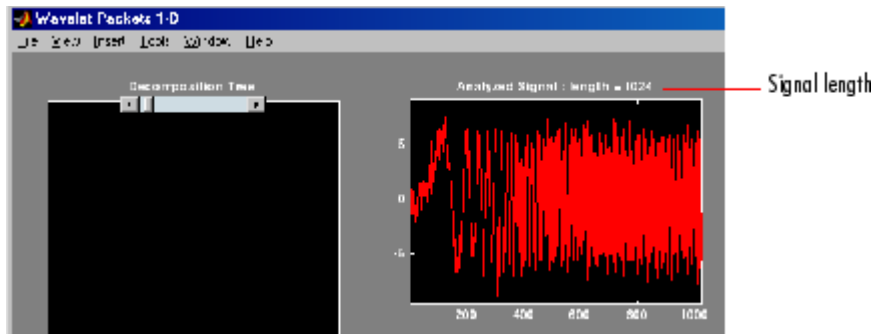 Wavelet Packets 1-D
File View Insert Tools Window Help
Decomposition Tree
Analyzed Signal : length = 1024
Signal length
5
0
-5
200 400 600 800 1000